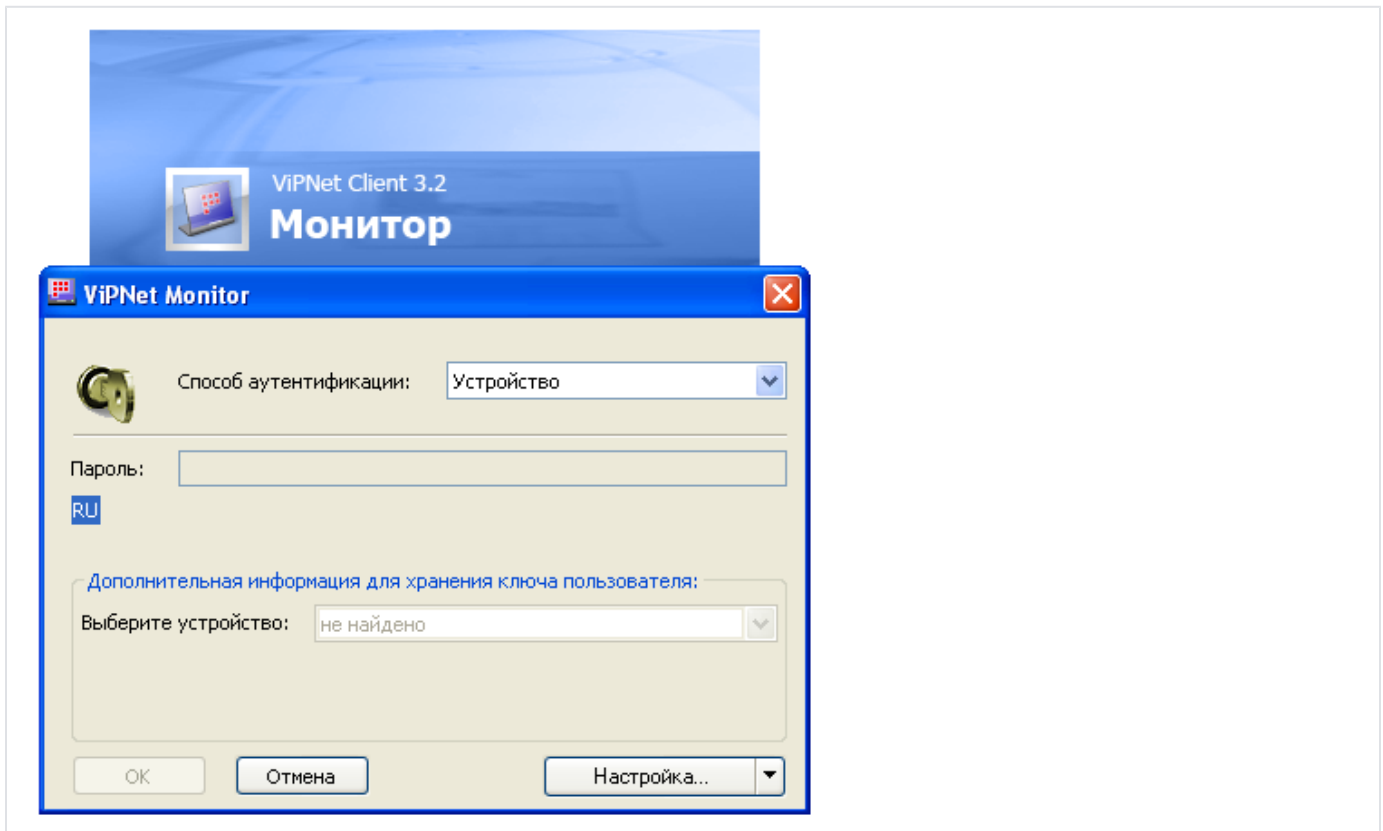 ViPNet Client 3.2
Монитор
ViPNet Monitor
Способ аутентификации: Устройство
Пароль:
RU
Дополнительная информация для хранения ключа пользователя:
Выберите устройство: не найдено
OK Отмена Настройка...